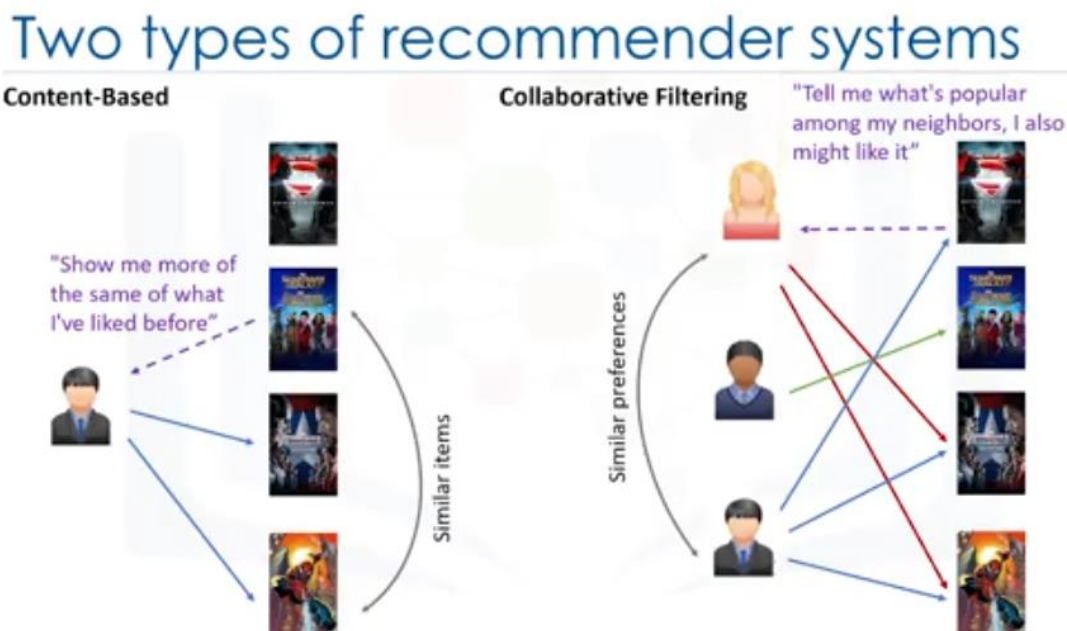 Two types of recommender systems
Content-Based
"Show me more of
the same of what
I've liked before"
Similar items
Collaborative Filtering
"Tell me what's popular
among my neighbors, I also
might like it"
Similar preferences